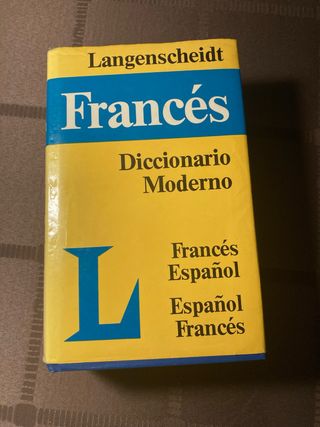 Langenscheidt
Francés
Diccionario
Moderno
L
Francés
Español
Español
Francés